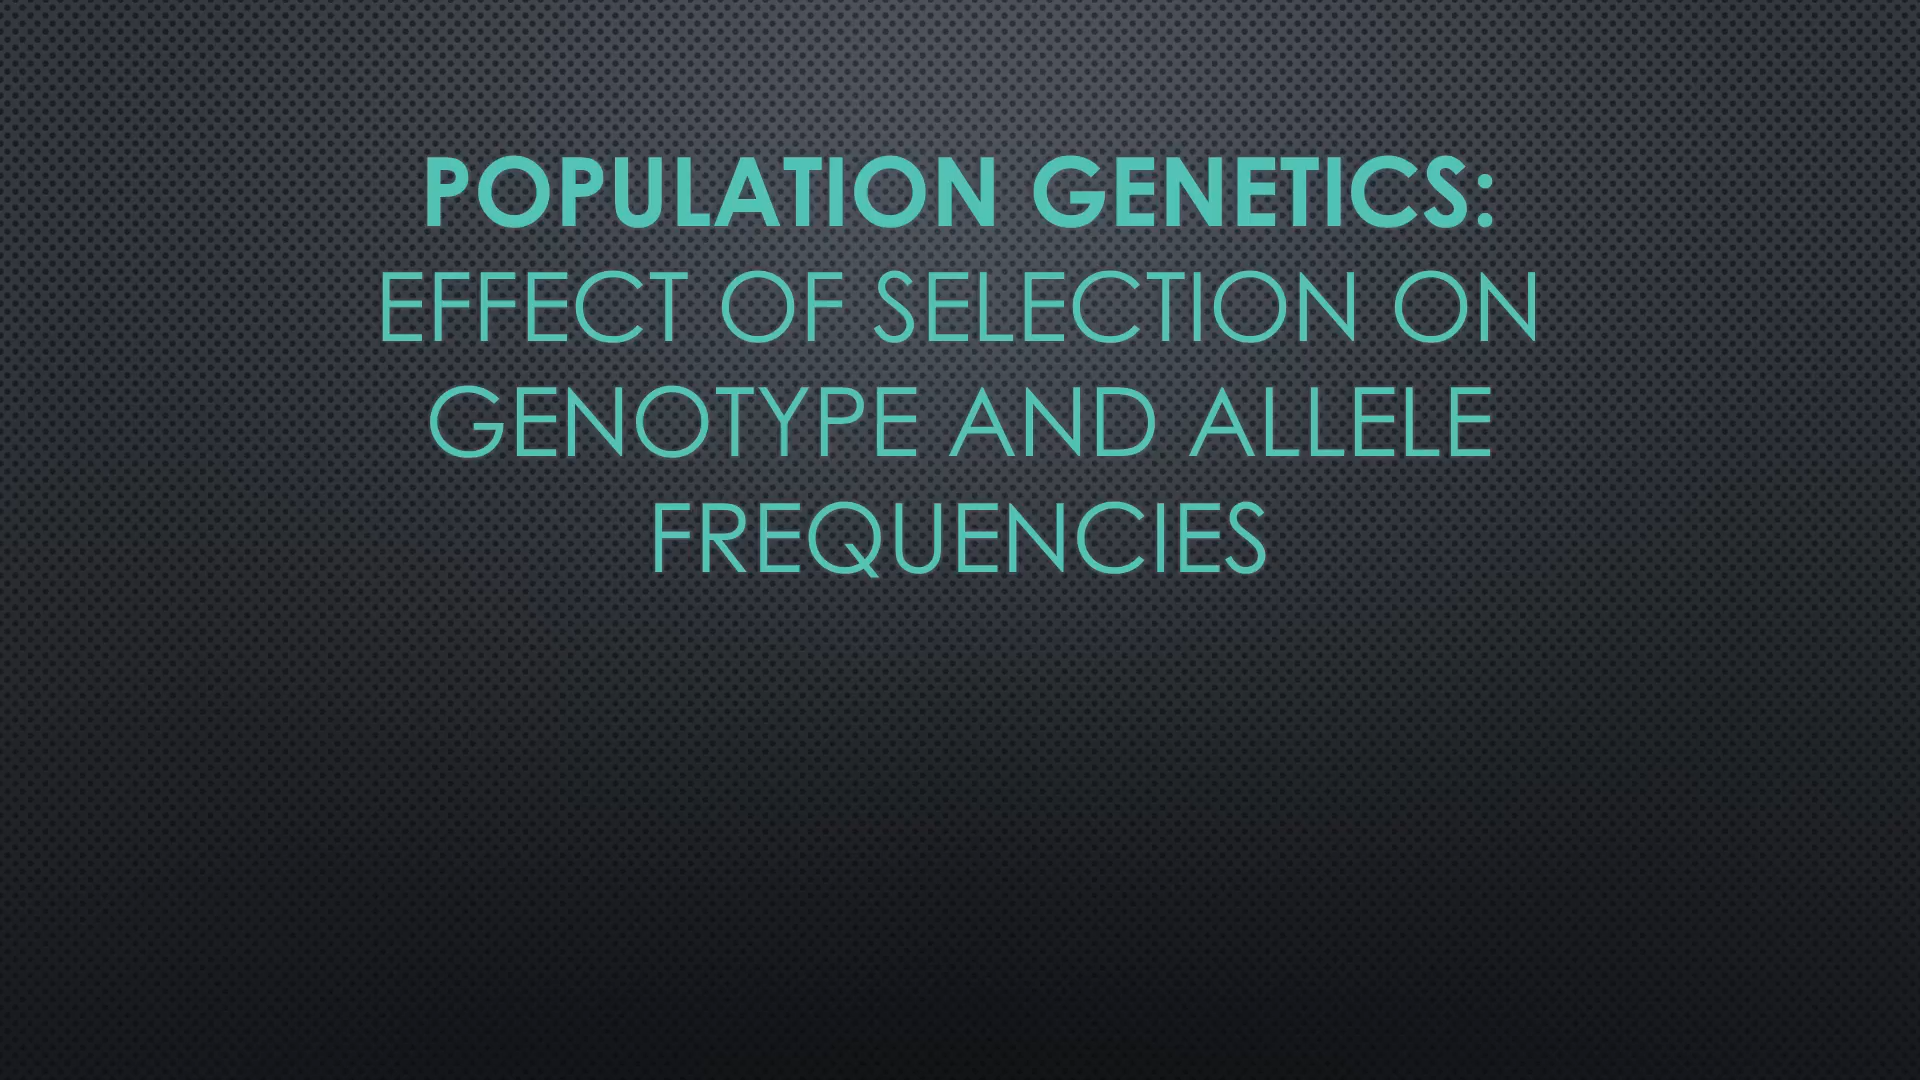 POPULATION GENETICS:
EFFECT OF SELECTION ON
GENOTYPE AND ALLELE
FREQUENCIES